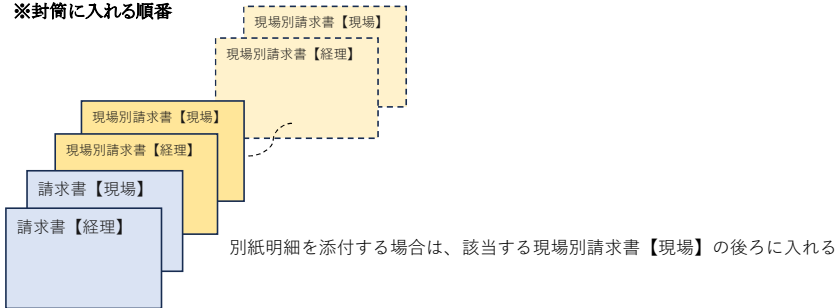 ※封筒に入れる順番
現場別請求書【現場】
現場別請求書【経理】
現場別請求書【現場】
現場別請求書【経理】
請求書【現場】
請求書【経理】
別紙明細を添付する場合は、該当する現場別請求書【現場】の後ろに入れる